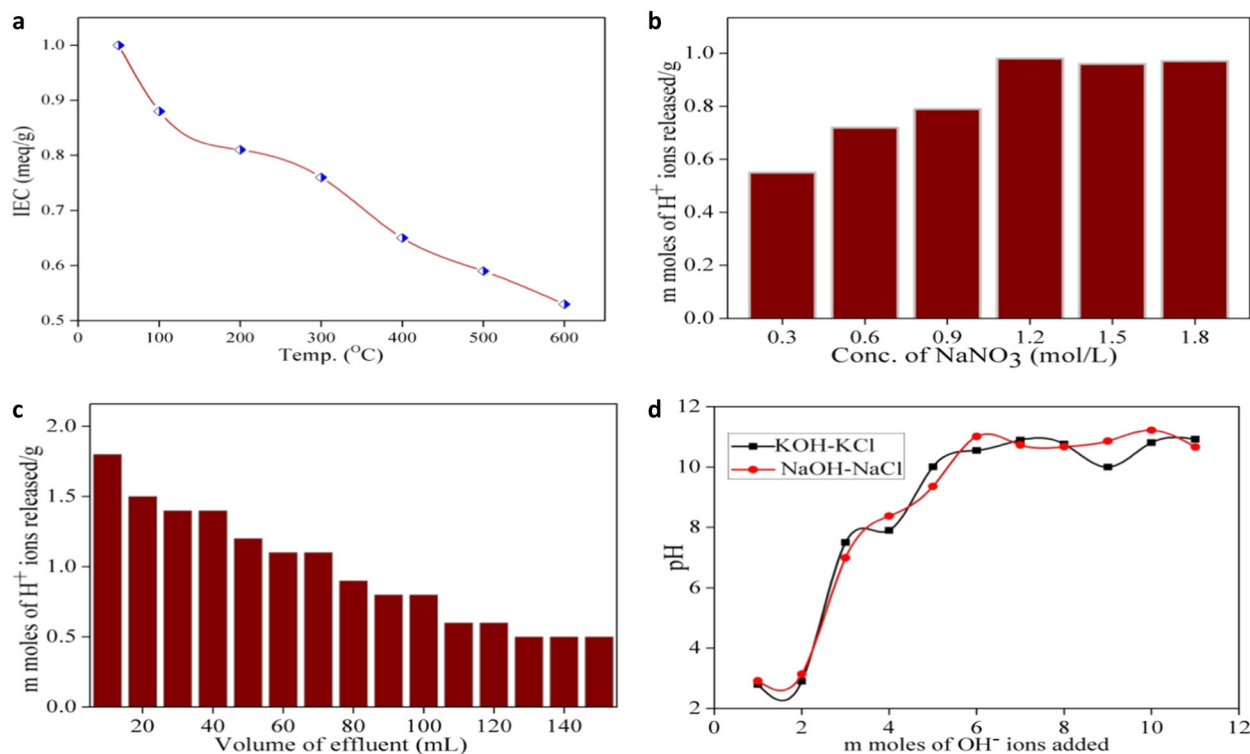 a
1.0
0.9
0.8
0.7
0.6
0.5
IEC (meq/g)
0 100 200 300 400 500 600
Temp. (°C)
b
1.0
0.8
0.6
0.4
0.2
0.0
m moles of H⁺ ions released/g
0.3 0.6 0.9 1.2 1.5 1.8
Conc. of NaNO₃ (mol/L)
c
2.0
1.5
1.0
0.5
0.0
m moles of H⁺ ions released/g
20 40 60 80 100 120 140
Volume of effluent (mL)
d
12
10
8
6
4
2
pH
KOH-KCl
NaOH-NaCl
0 2 4 6 8 10 12
m moles of OH⁻ ions added